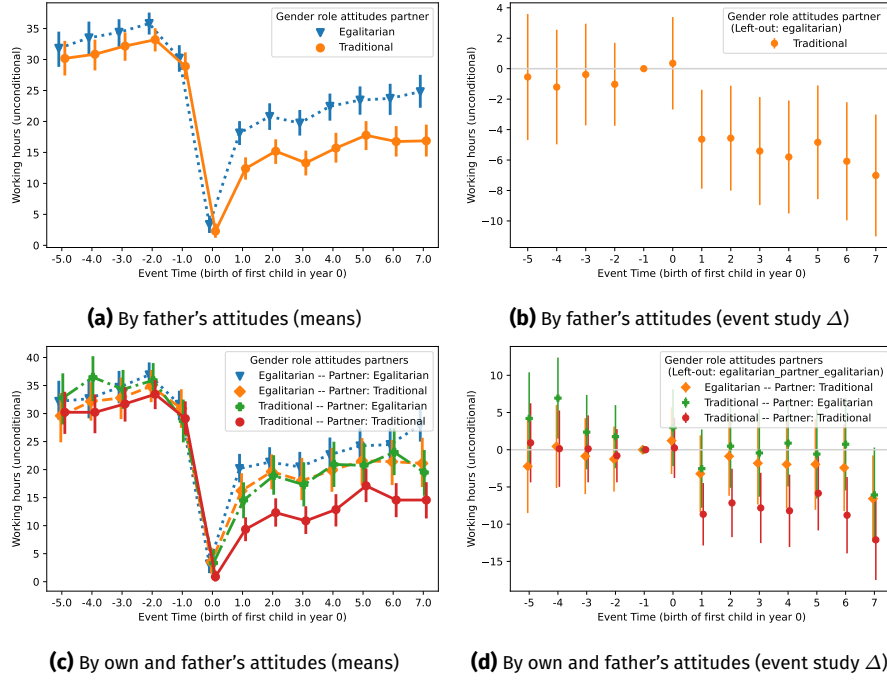 Working hours (unconditional)
35
30
25
20
15
10
5
0
Gender role attitudes partner
Egalitarian
Traditional
-5.0 -4.0 -3.0 -2.0 -1.0 0.0 1.0 2.0 3.0 4.0 5.0 6.0 7.0
Event Time (birth of first child in year 0)
(a) By father's attitudes (means)
Working hours (unconditional)
4
2
0
−2
−4
−6
−8
−10
Gender role attitudes partner
(Left-out: egalitarian)
Traditional
-5 -4 -3 -2 -1 0 1 2 3 4 5 6 7
Event Time (birth of first child in year 0)
(b) By father's attitudes (event study Δ)
Working hours (unconditional)
40
35
30
25
20
15
10
5
0
Gender role attitudes partners
Egalitarian -- Partner: Egalitarian
Egalitarian -- Partner: Traditional
Traditional -- Partner: Egalitarian
Traditional -- Partner: Traditional
-5.0 -4.0 -3.0 -2.0 -1.0 0.0 1.0 2.0 3.0 4.0 5.0 6.0 7.0
Event Time (birth of first child in year 0)
(c) By own and father's attitudes (means)
Working hours (unconditional)
10
5
0
−5
−10
−15
Gender role attitudes partners
(Left-out: egalitarian_partner_egalitarian)
Egalitarian -- Partner: Traditional
Traditional -- Partner: Egalitarian
Traditional -- Partner: Traditional
-5 -4 -3 -2 -1 0 1 2 3 4 5 6 7
Event Time (birth of first child in year 0)
(d) By own and father's attitudes (event study Δ)